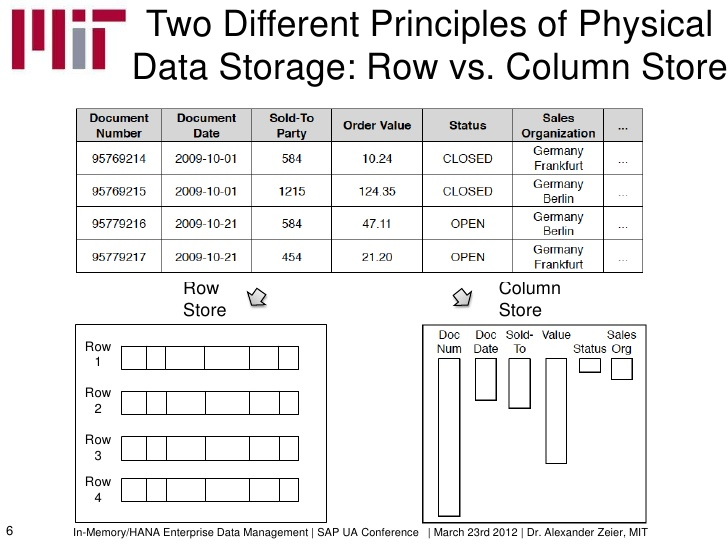 MIT
Two Different Principles of Physical
Data Storage: Row vs. Column Store
Document Number Document Date Sold-To Party Order Value Status Sales Organization ...
95769214 2009-10-01 584 10.24 CLOSED Germany Frankfurt ...
95769215 2009-10-01 1215 124.35 CLOSED Germany Berlin ...
95779216 2009-10-21 584 47.11 OPEN Germany Berlin ...
95779217 2009-10-21 454 21.20 OPEN Germany Frankfurt ...
Row
Store
Column
Store
Row
1
Row
2
Row
3
Row
4
Doc Num Doc Date Sold-To Value Status Sales Org
6
In-Memory/HANA Enterprise Data Management | SAP UA Conference | March 23rd 2012 | Dr. Alexander Zeier, MIT